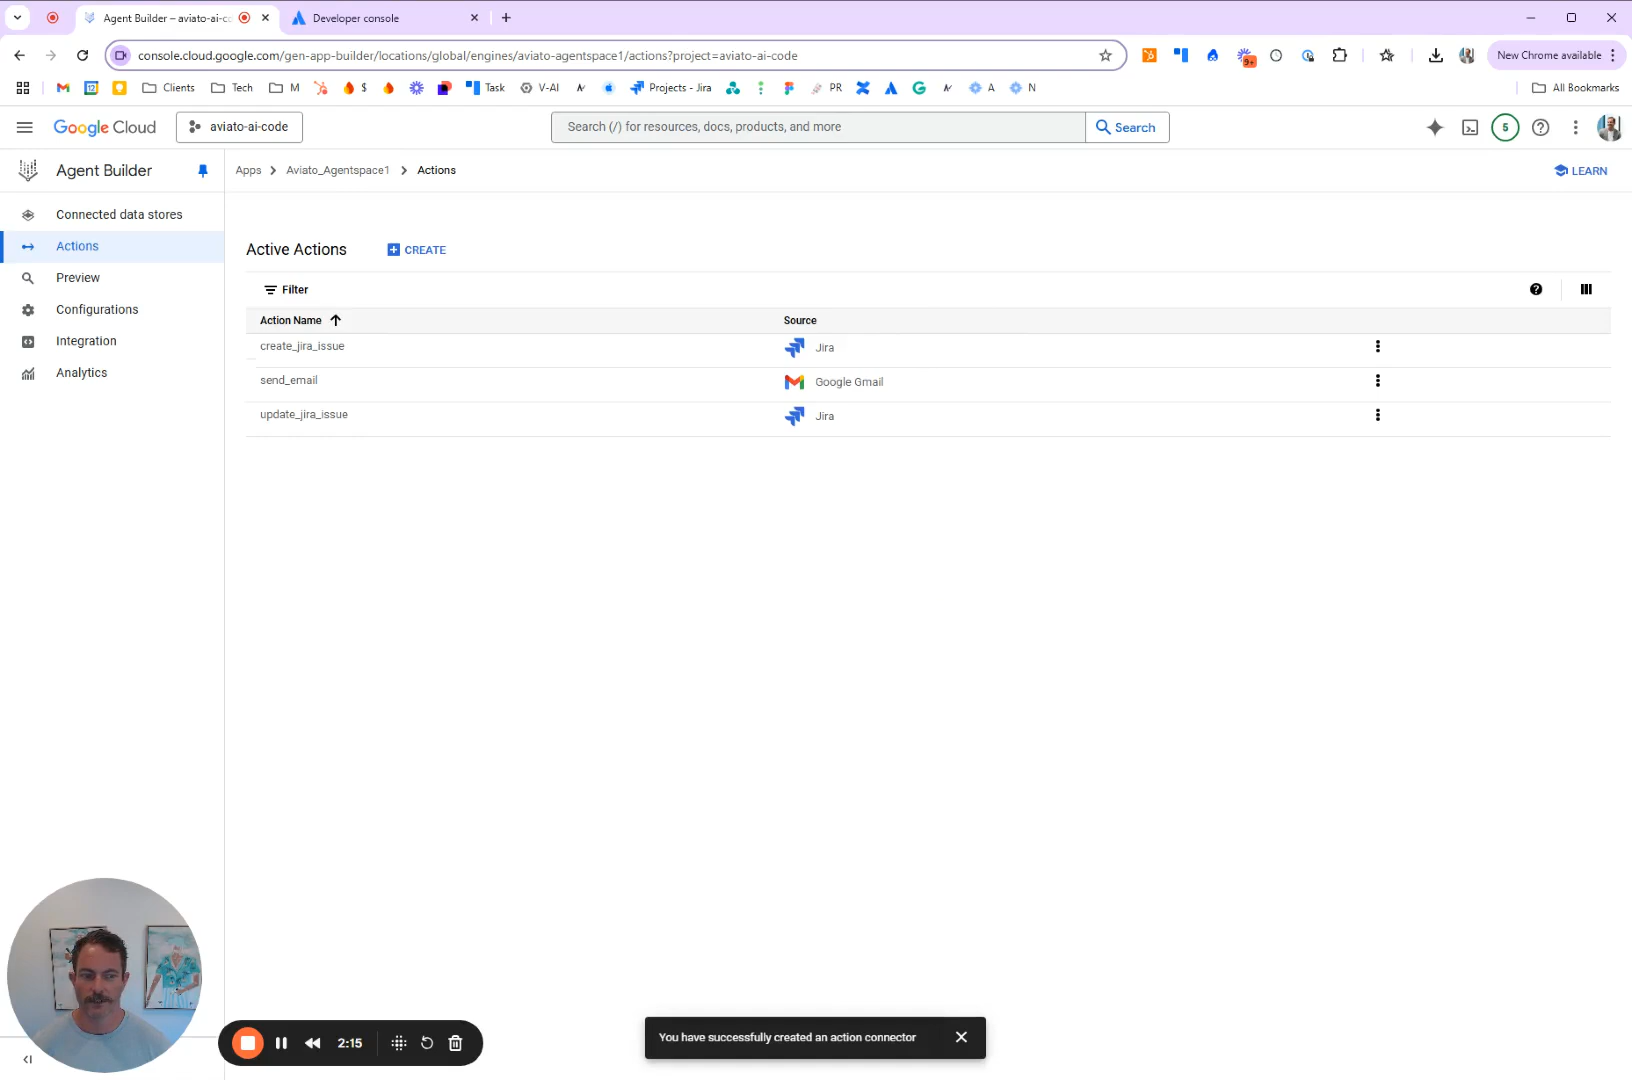 Agent Builder – aviato-ai-co
Developer console
console.cloud.google.com/gen-app-builder/locations/global/engines/aviato-agentspace1/actions?project=aviato-ai-code
9+
New Chrome available
12
Clients
Tech
M
$
Task
V-AI
Projects - Jira
PR
A
N
All Bookmarks
Google Cloud
aviato-ai-code
Search (/) for resources, docs, products, and more
Search
5
Agent Builder
Apps
Aviato_Agentspace1
Actions
LEARN
Connected data stores
Actions
Preview
Configurations
Integration
Analytics
Active Actions
CREATE
Filter
Action Name
Source
create_jira_issue
Jira
send_email
Google Gmail
update_jira_issue
Jira
2:15
You have successfully created an action connector